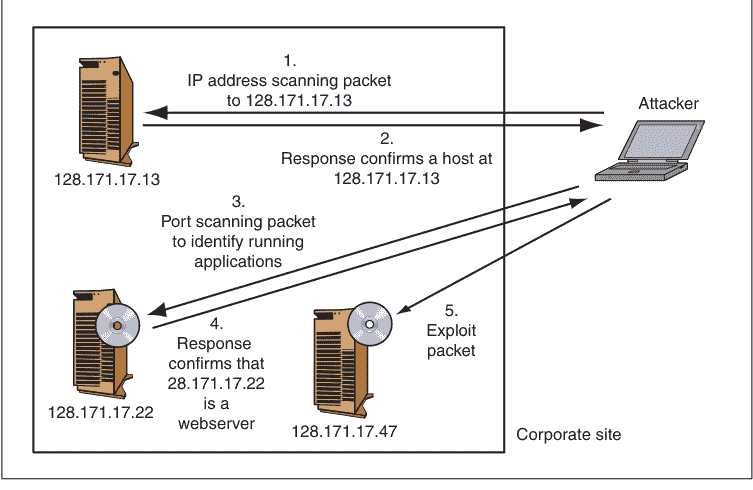 1.
IP address scanning packet
to 128.171.17.13
Attacker
2.
Response confirms a host at
128.171.17.13
128.171.17.13
3.
Port scanning packet
to identify running
applications
4.
Response
confirms that
28.171.17.22
is a
webserver
5.
Exploit
packet
128.171.17.22
128.171.17.47
Corporate site